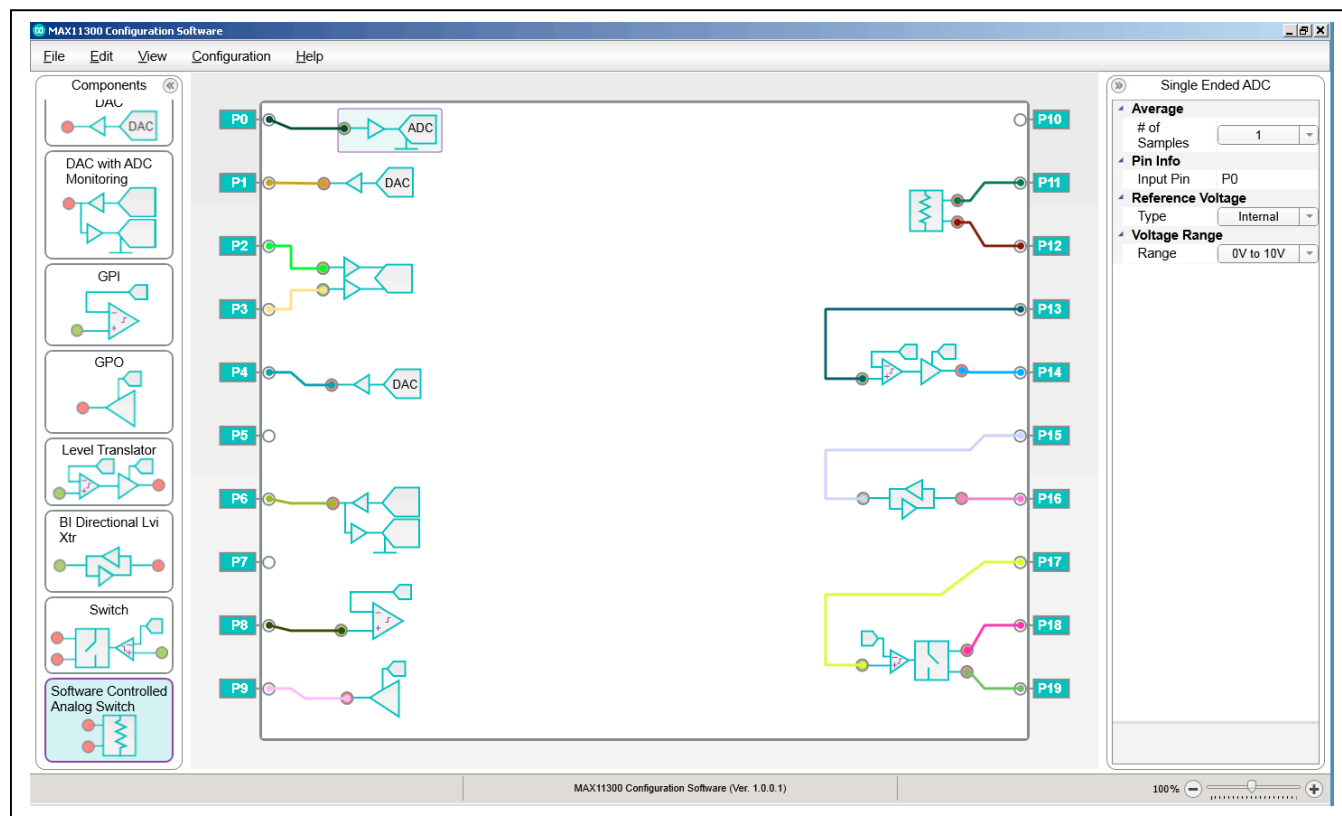 MAX11300 Configuration Software
File Edit View Configuration Help
Components
DAC
DAC
DAC with ADC
Monitoring
GPI
GPO
Level Translator
BI Directional Lvi
Xtr
Switch
Software Controlled
Analog Switch
P0
ADC
P1
DAC
P2
P3
P4
DAC
P5
P6
P7
P8
P9
P10
P11
P12
P13
P14
P15
P16
P17
P18
P19
Single Ended ADC
Average
# of
Samples 1
Pin Info
Input Pin P0
Reference Voltage
Type Internal
Voltage Range
Range 0V to 10V
MAX11300 Configuration Software (Ver. 1.0.0.1)
100%